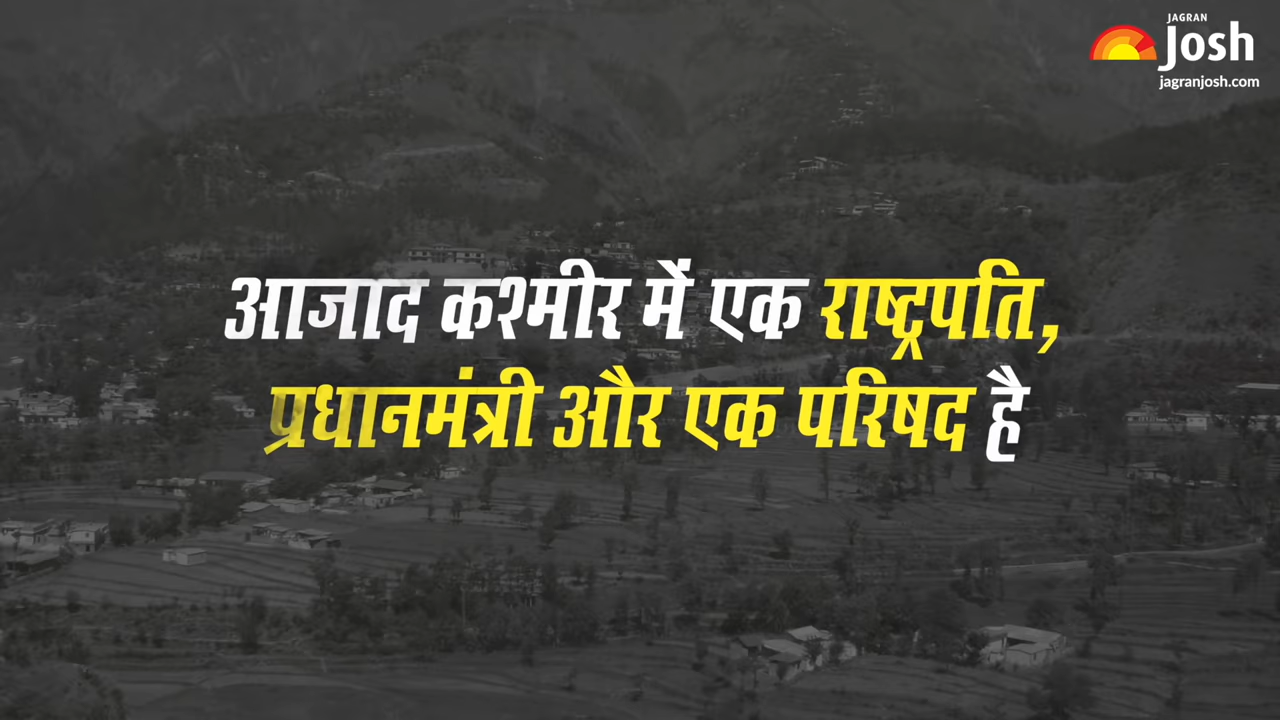 JAGRAN
Josh
jagranjosh.com
आजाद कश्मीर में एक राष्ट्रपति,
प्रधानमंत्री और एक परिषद है